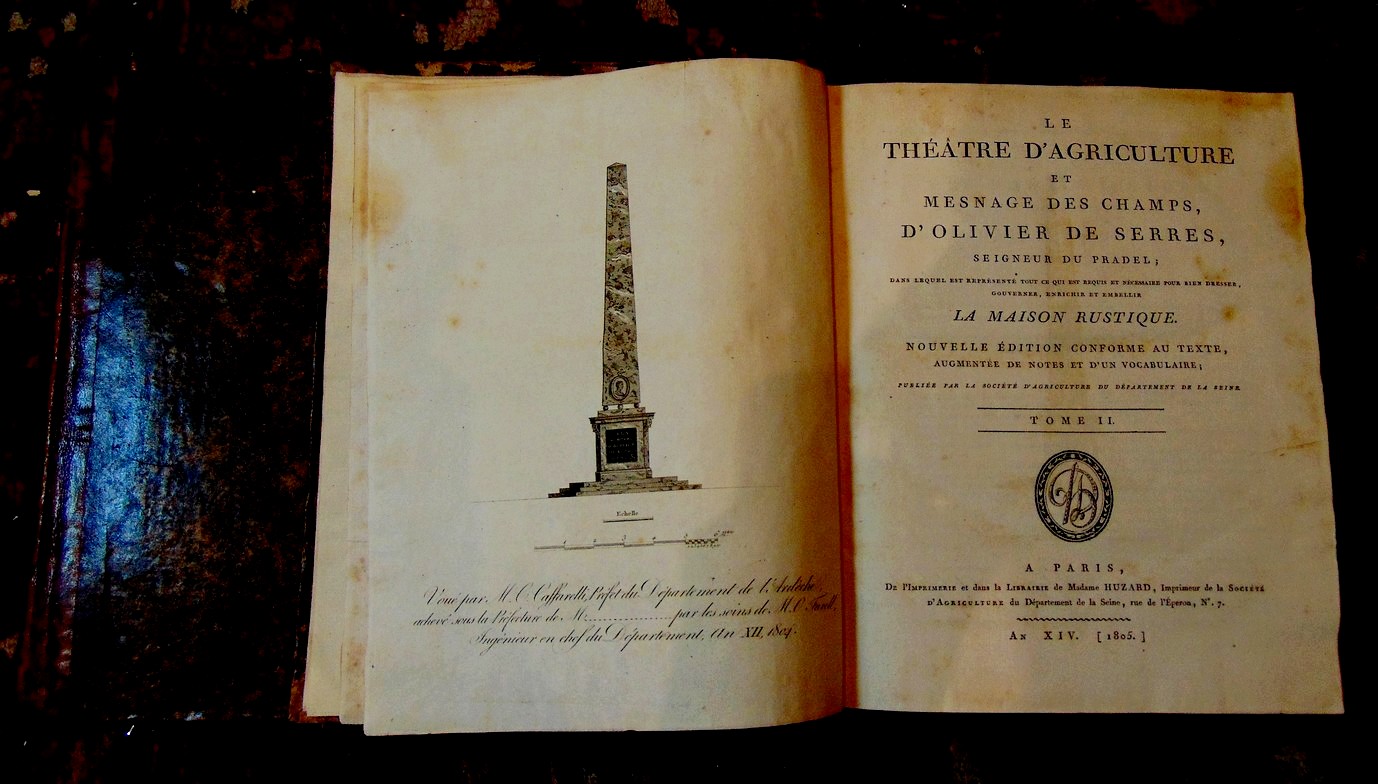 Echelle
Voué par M. C. Caffarelli, Préfet du Département de l'Ardèche,
achevé sous la Préfecture de M. par les soins de M. C.
Ingénieur en chef du Département, An XII, 1804.
LE
THÉÂTRE D'AGRICULTURE
ET
MESNAGE DES CHAMPS,
D'OLIVIER DE SERRES,
SEIGNEUR DU PRADEL;
DANS LEQUEL EST REPRÉSENTÉ TOUT CE QUI EST REQUIS ET NÉCESSAIRE POUR BIEN DRESSER,
GOUVERNER, ENRICHIR ET EMBELLIR
LA MAISON RUSTIQUE.
NOUVELLE ÉDITION CONFORME AU TEXTE,
AUGMENTÉE DE NOTES ET D'UN VOCABULAIRE;
PUBLIÉE PAR LA SOCIÉTÉ D'AGRICULTURE DU DÉPARTEMENT DE LA SEINE.
TOME II.
A PARIS,
De l'Imprimerie et dans la Librairie de Madame HUZARD, Imprimeur de la Société
d'Agriculture du Département de la Seine, rue de l'Éperon, N°. 7.
An XIV. [1805.]